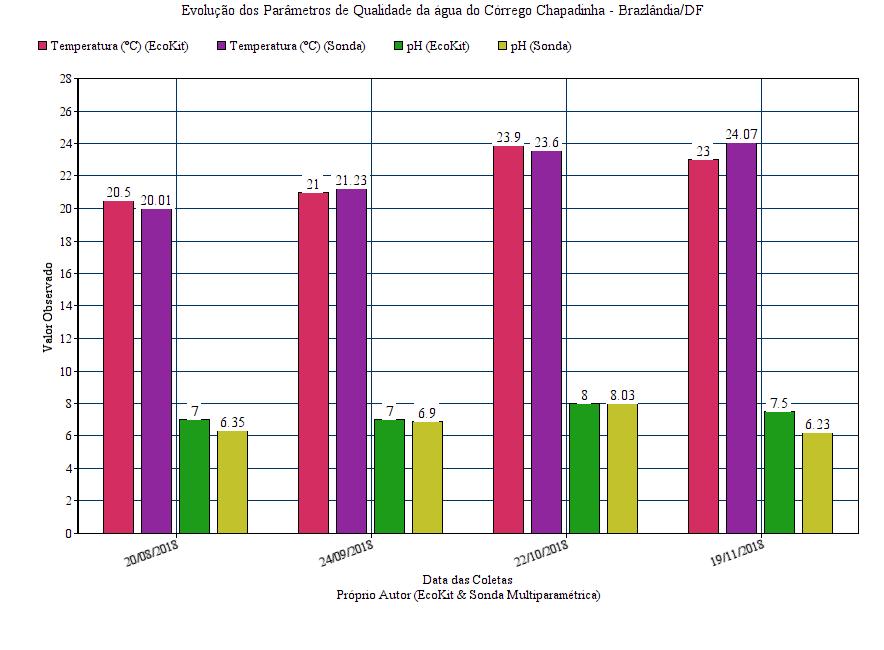 Evolução dos Parâmetros de Qualidade da água do Córrego Chapadinha - Brazlândia/DF
Temperatura (ºC) (EcoKit) Temperatura (ºC) (Sonda) pH (EcoKit) pH (Sonda)
28
26
24
22
20
18
16
14
12
10
8
6
4
2
0
Valor Observado
20.5 20.01 7 6.35
21 21.23 7 6.9
23.9 23.6 8 8.03
23 24.07 7.5 6.23
20/08/2018 24/09/2018 22/10/2018 19/11/2018
Data das Coletas
Próprio Autor (EcoKit & Sonda Multiparamétrica)